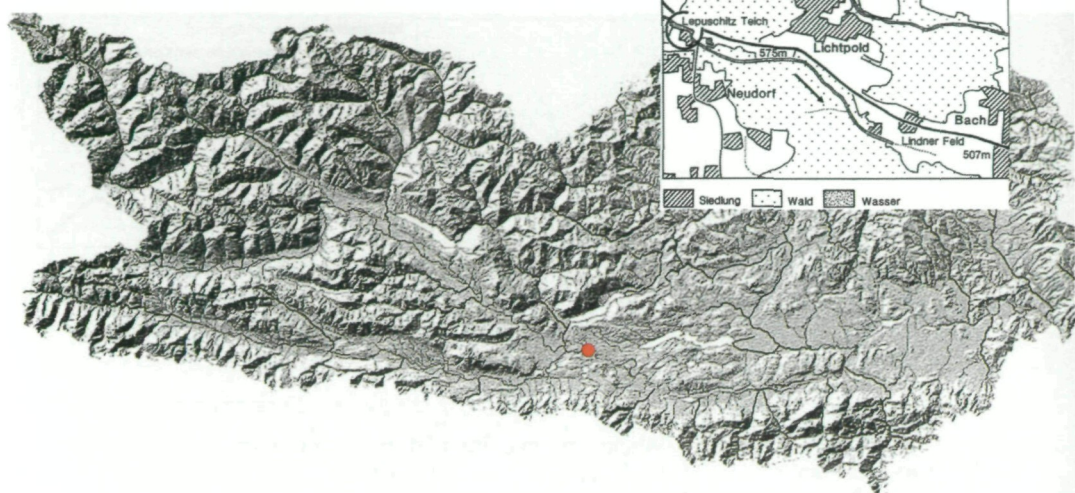 Lepuschitz Teich
Lichtpold
575m
Neudorf
Bach
Lindner Feld
507m
Siedlung Wald Wasser